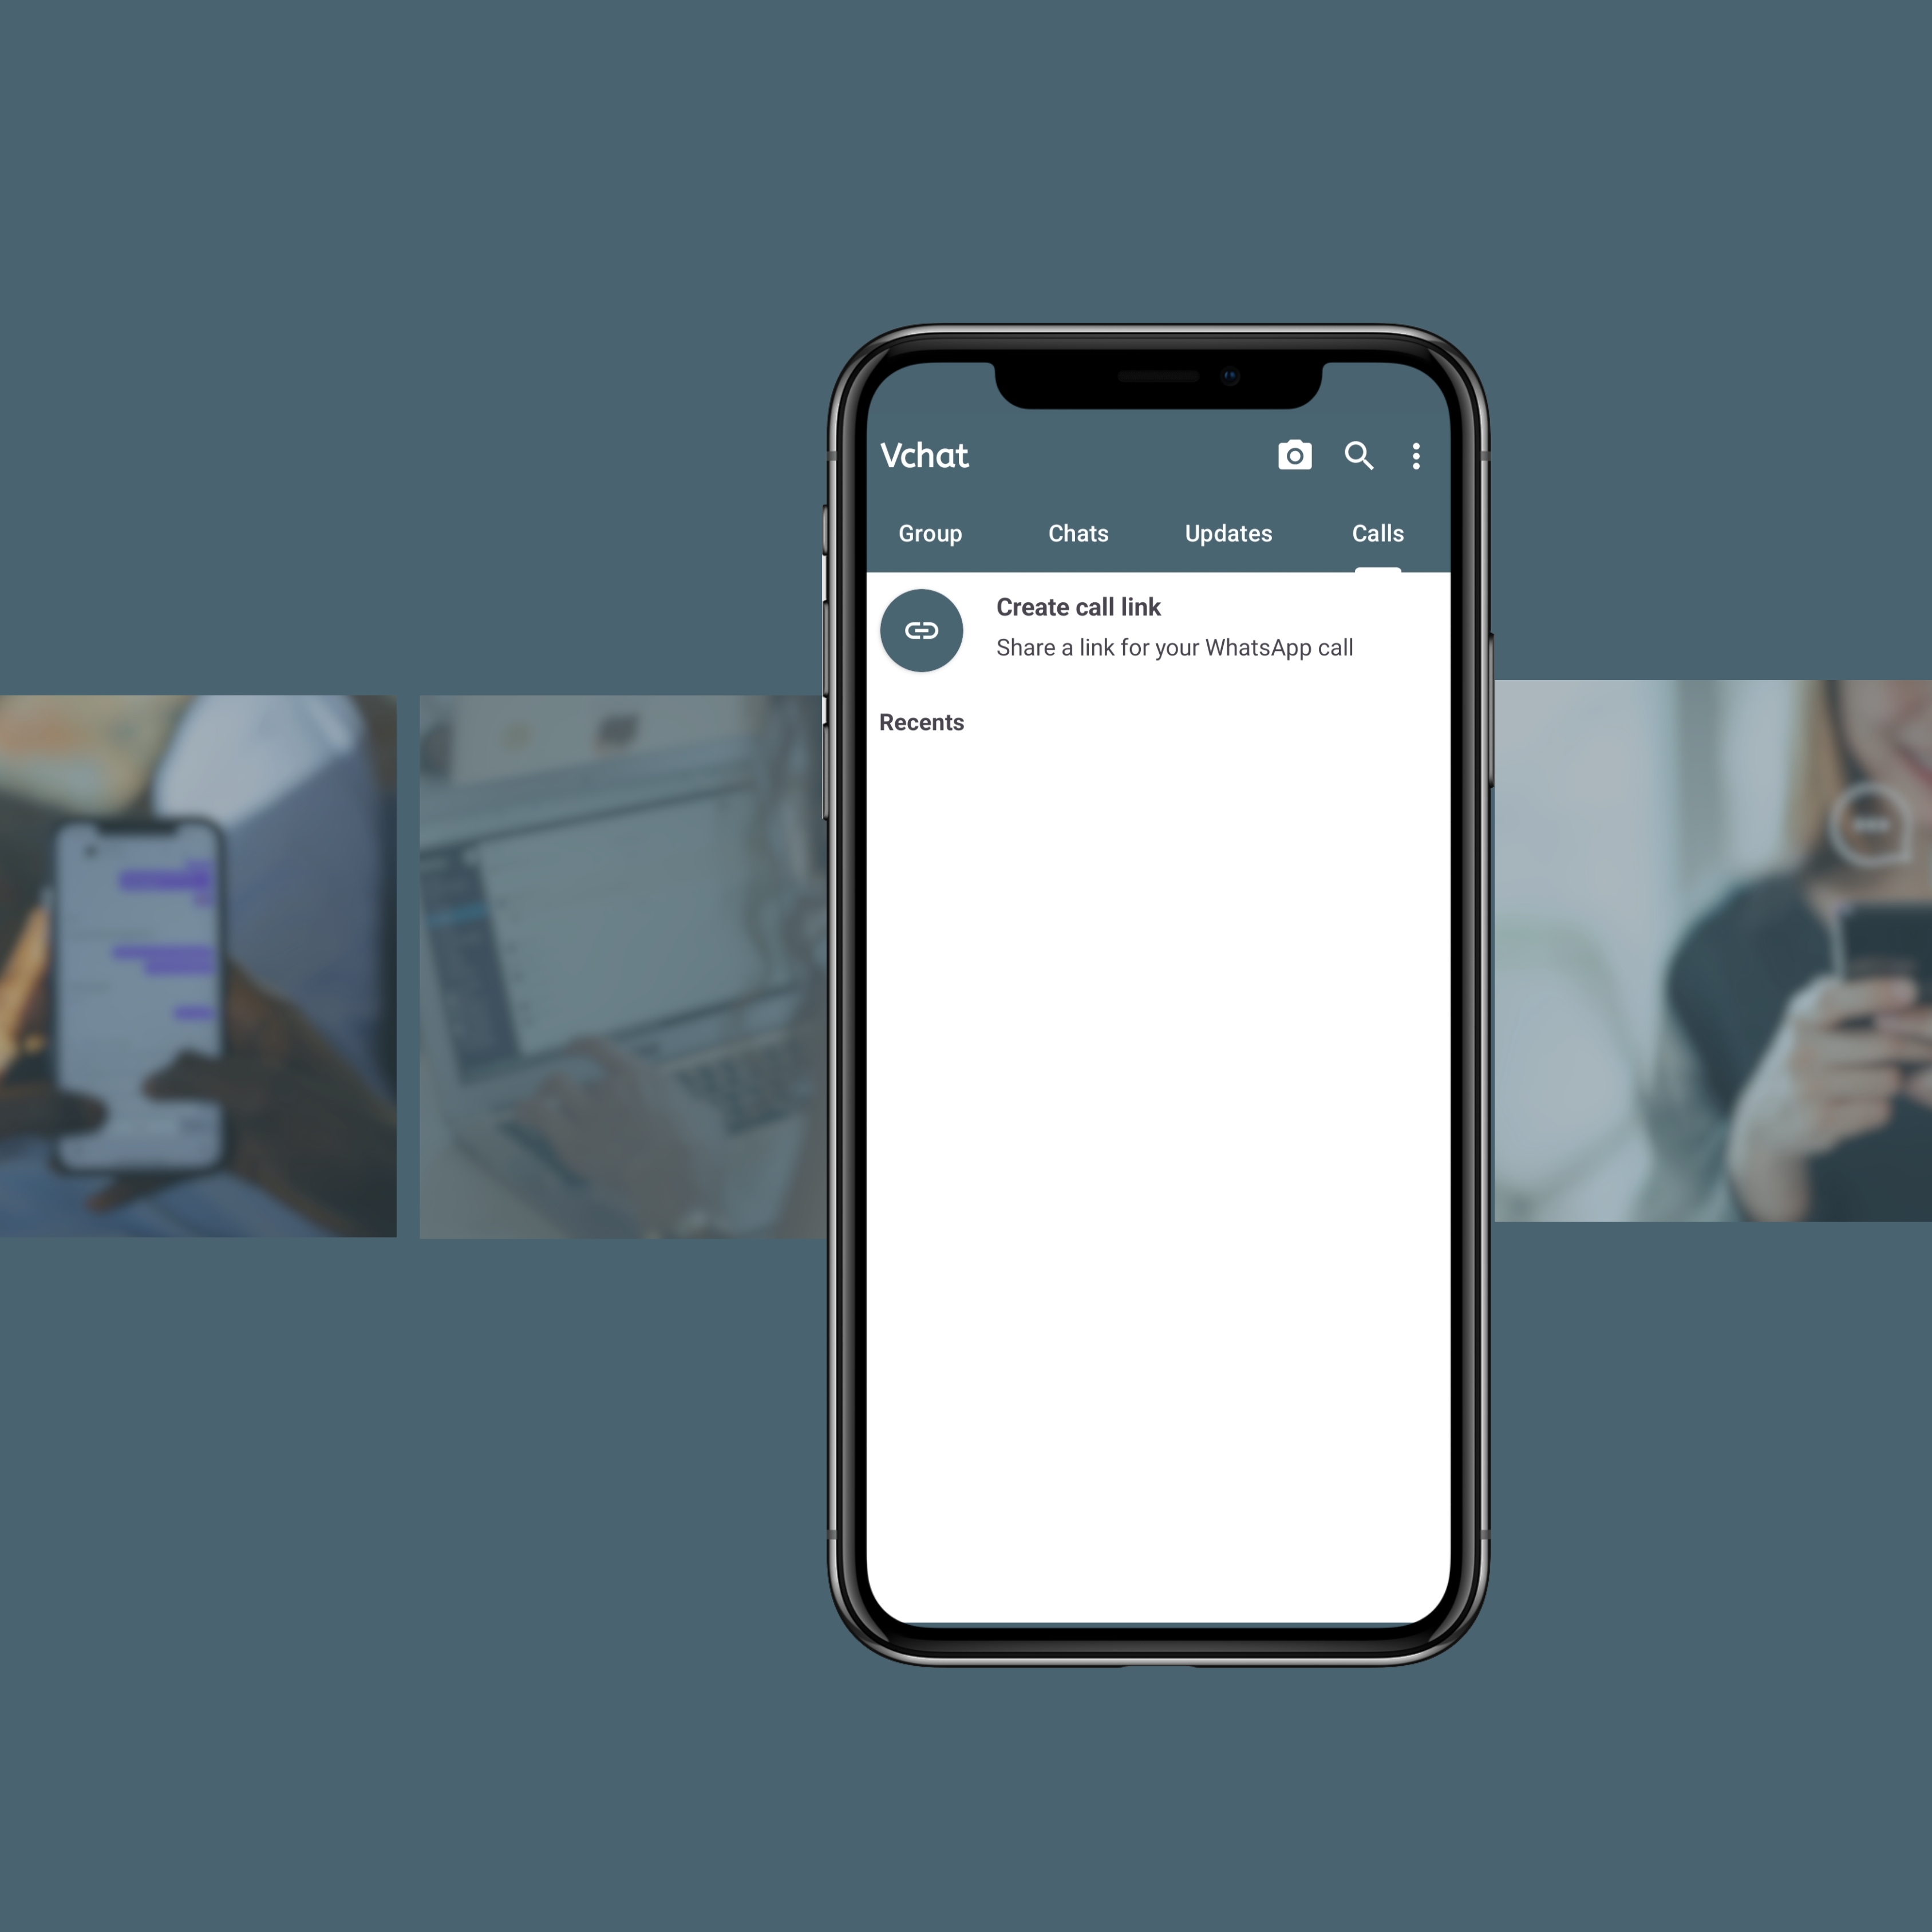 Vchat
Group Chats Updates Calls
Create call link
Share a link for your WhatsApp call
Recents